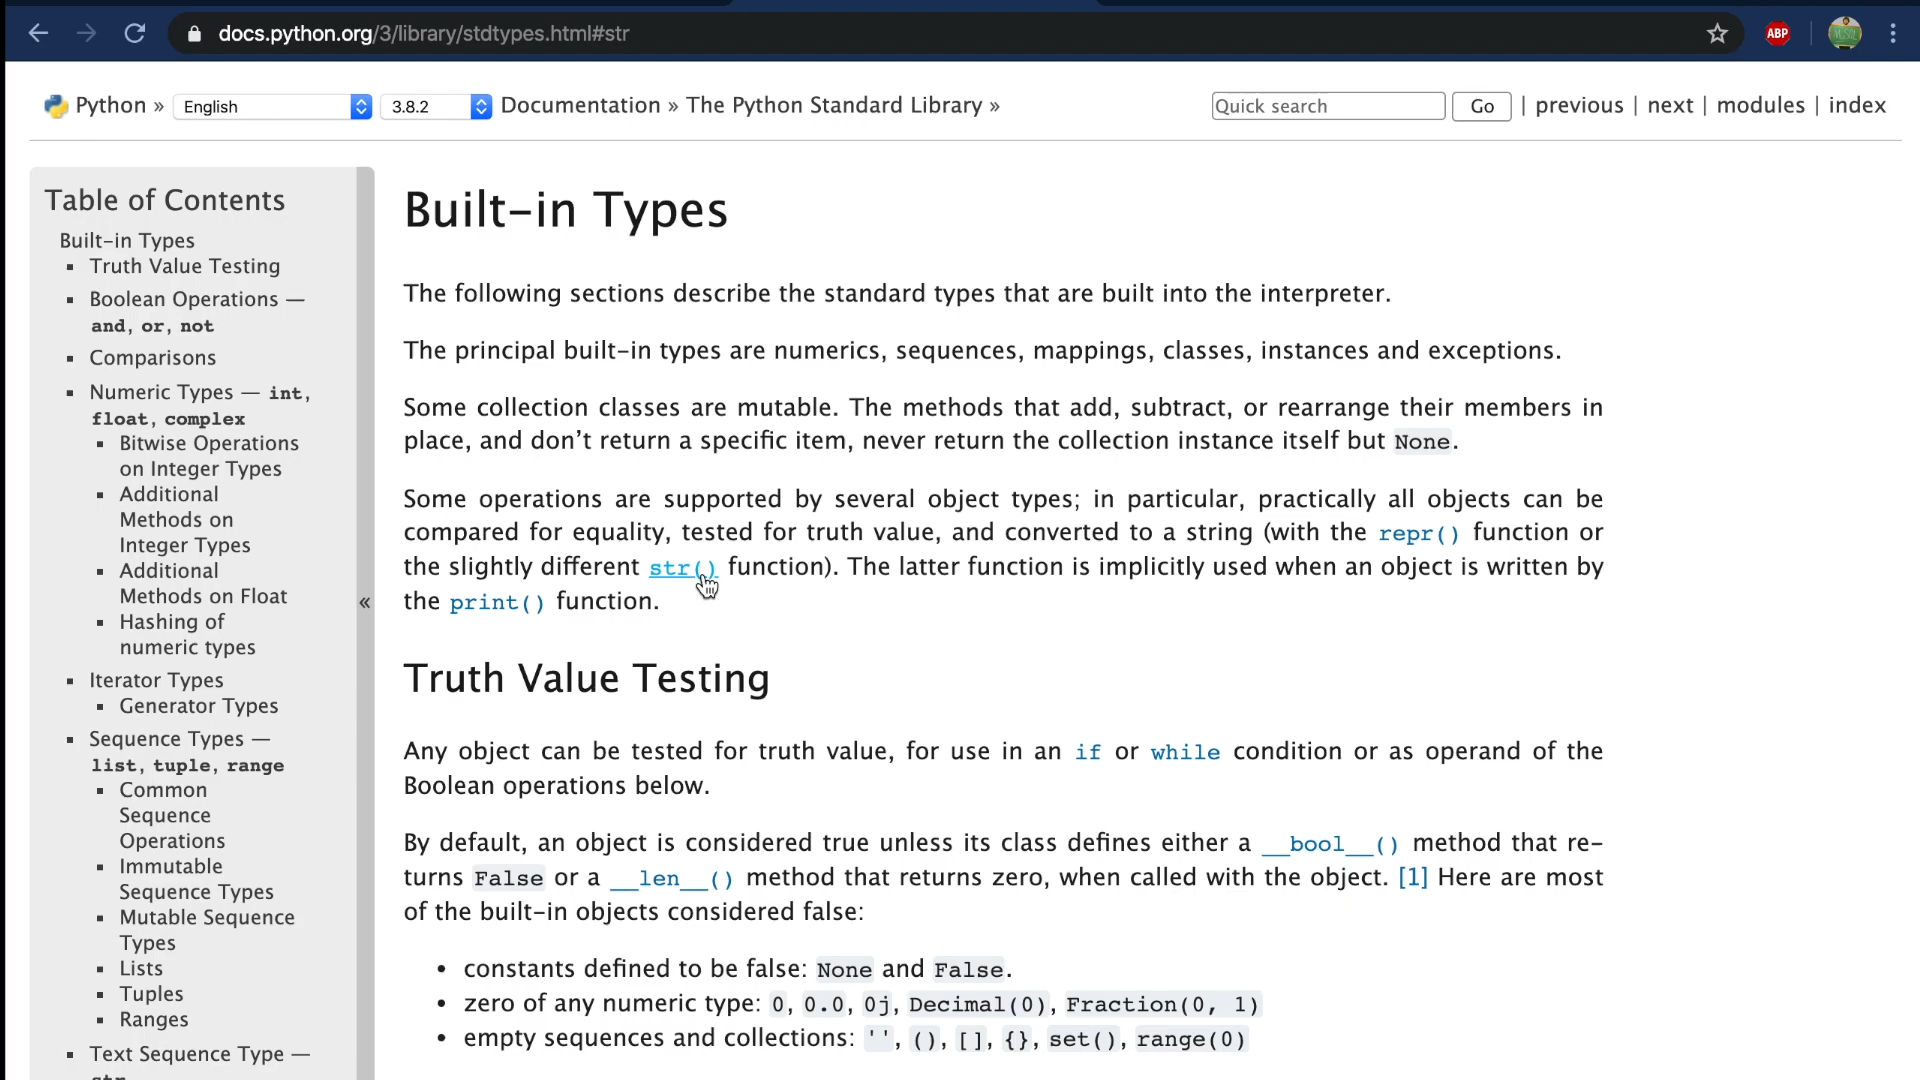 docs.python.org/3/library/stdtypes.html#str
ABP
Python » English 3.8.2 Documentation » The Python Standard Library »
Quick search Go | previous | next | modules | index
Table of Contents
Built-in Types
Truth Value Testing
Boolean Operations —
and, or, not
Comparisons
Numeric Types — int,
float, complex
Bitwise Operations
on Integer Types
Additional
Methods on
Integer Types
Additional
Methods on Float
Hashing of
numeric types
Iterator Types
Generator Types
Sequence Types —
list, tuple, range
Common
Sequence
Operations
Immutable
Sequence Types
Mutable Sequence
Types
Lists
Tuples
Ranges
Text Sequence Type —
«
Built-in Types
The following sections describe the standard types that are built into the interpreter.
The principal built-in types are numerics, sequences, mappings, classes, instances and exceptions.
Some collection classes are mutable. The methods that add, subtract, or rearrange their members in
place, and don’t return a specific item, never return the collection instance itself but None.
Some operations are supported by several object types; in particular, practically all objects can be
compared for equality, tested for truth value, and converted to a string (with the repr() function or
the slightly different str() function). The latter function is implicitly used when an object is written by
the print() function.
Truth Value Testing
Any object can be tested for truth value, for use in an if or while condition or as operand of the
Boolean operations below.
By default, an object is considered true unless its class defines either a __bool__() method that re-
turns False or a __len__() method that returns zero, when called with the object. [1] Here are most
of the built-in objects considered false:
• constants defined to be false: None and False.
• zero of any numeric type: 0, 0.0, 0j, Decimal(0), Fraction(0, 1)
• empty sequences and collections: '', (), [], {}, set(), range(0)